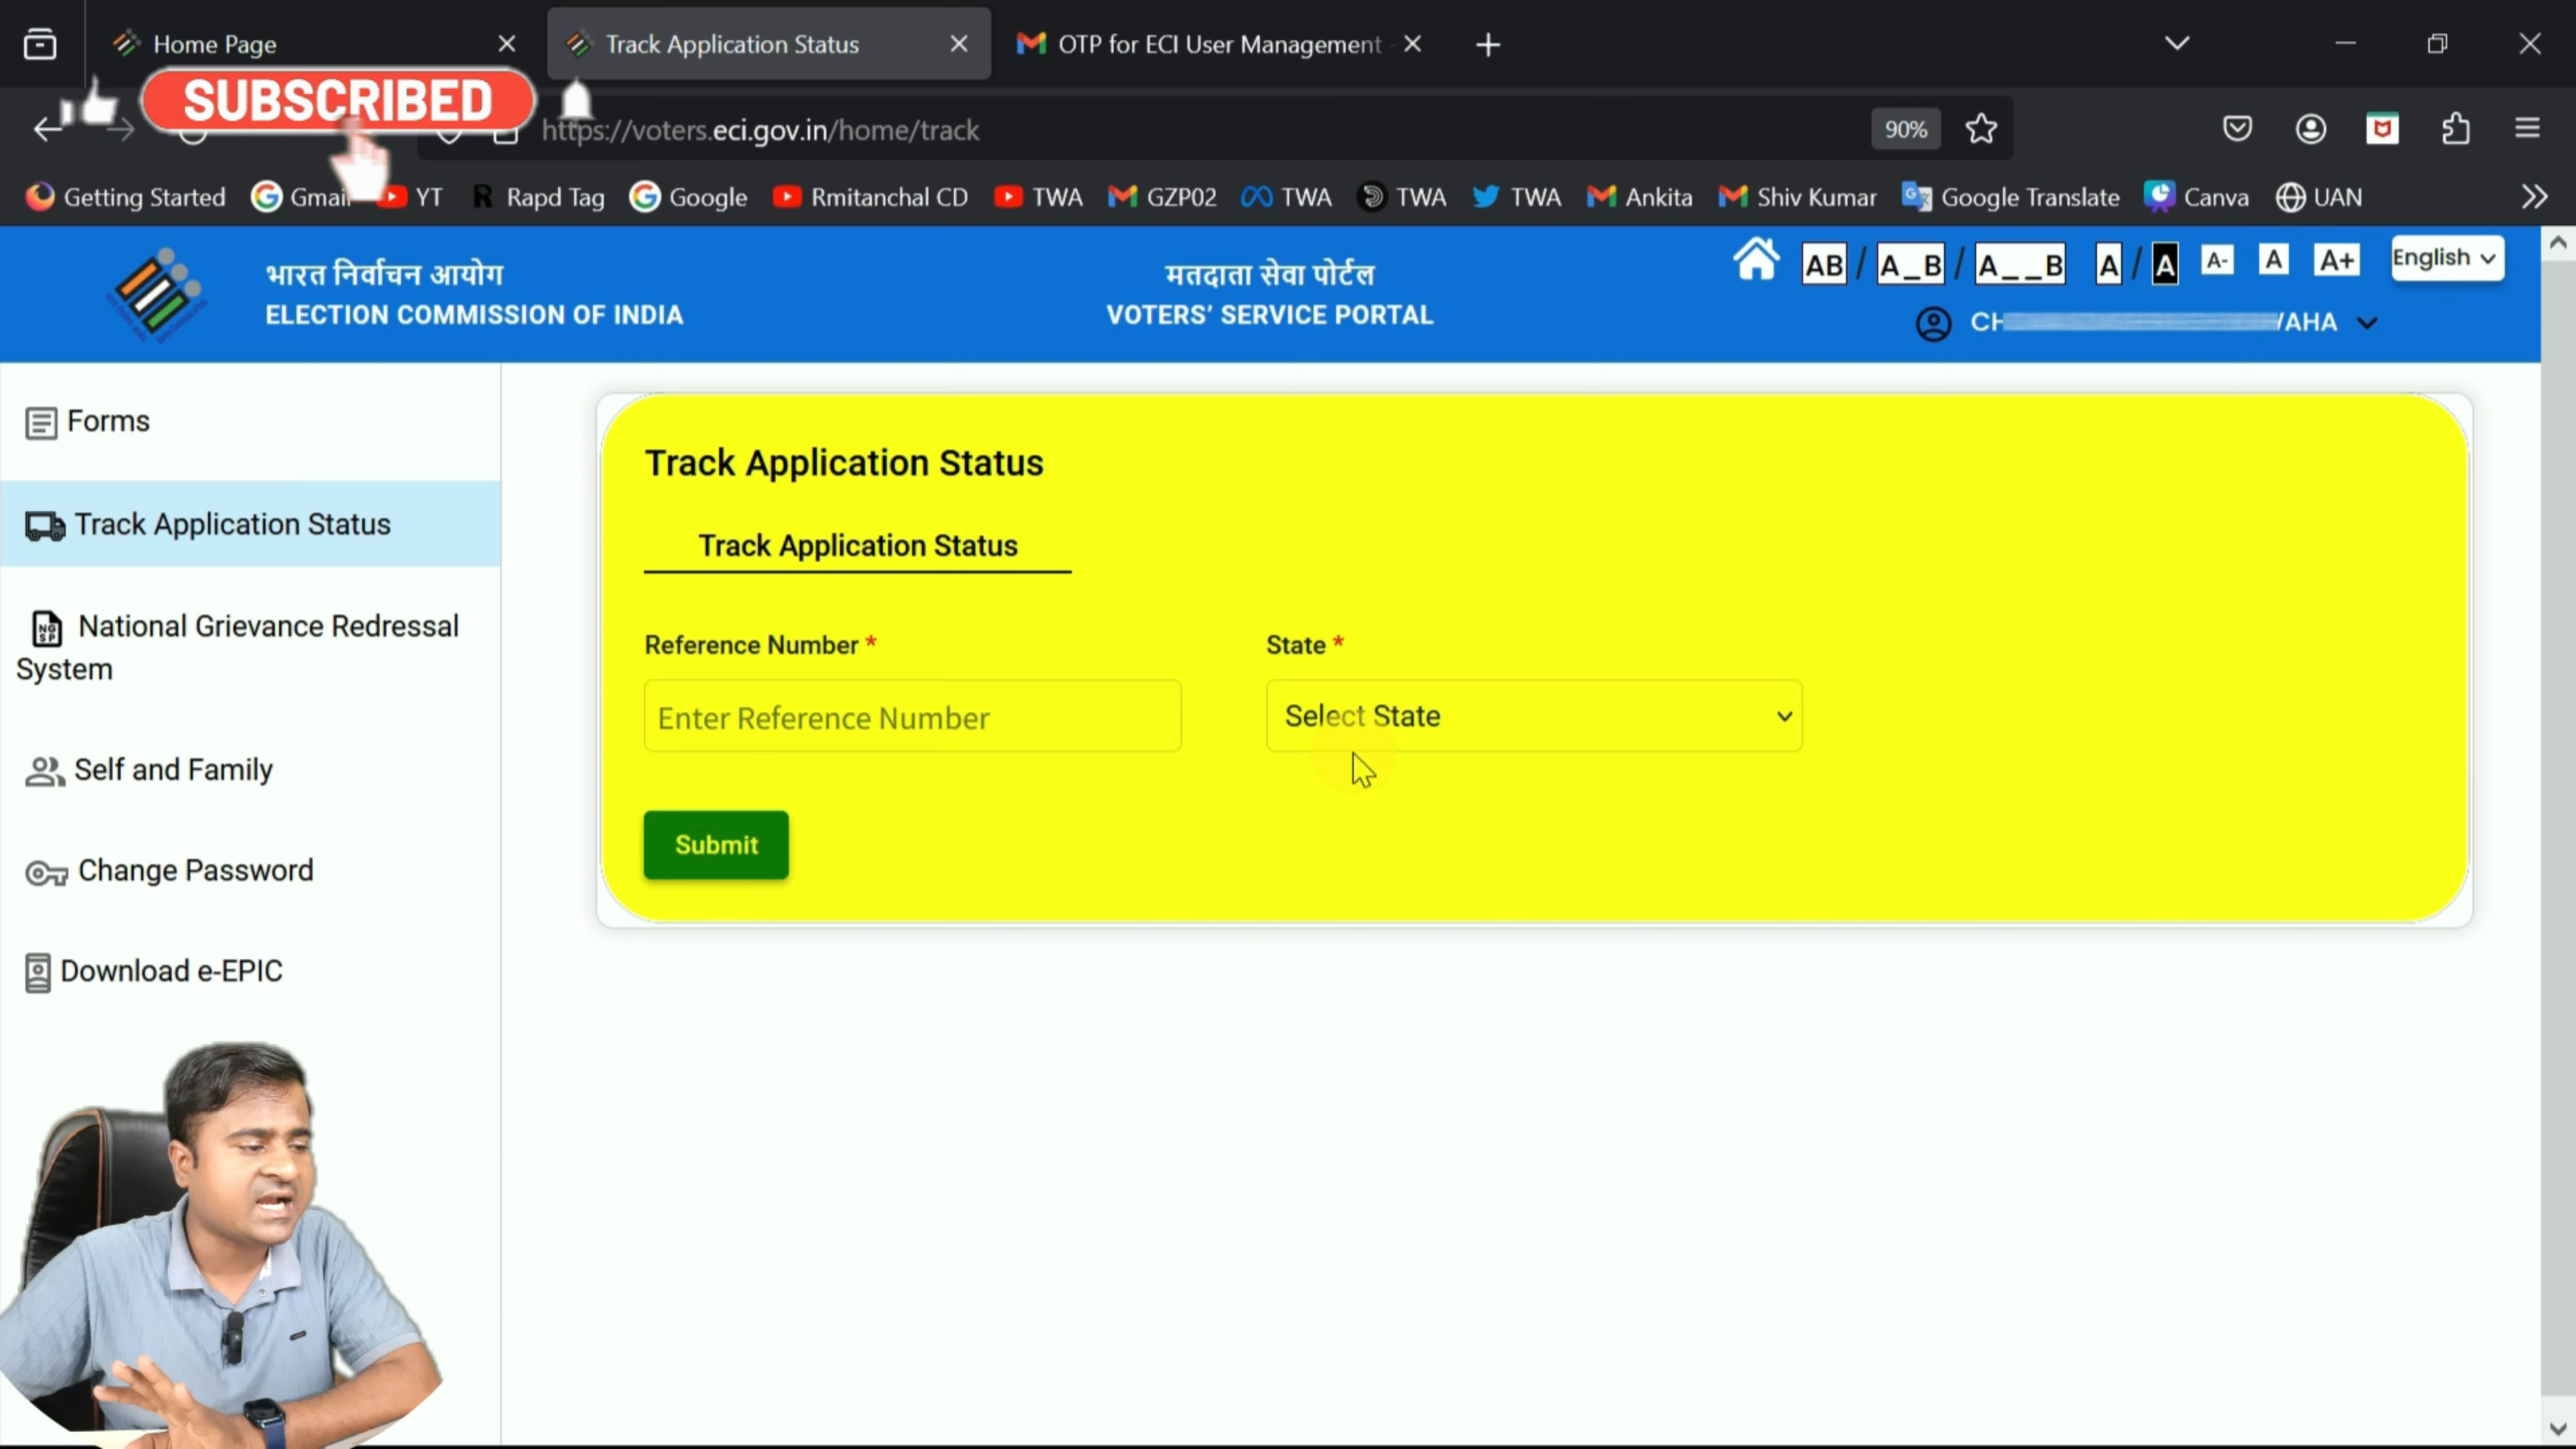 Home Page
Track Application Status
OTP for ECI User Management
SUBSCRIBED
https://voters.eci.gov.in/home/track
90%
Getting Started
Gmail
YT
Rapd Tag
Google
Rmitanchal CD
TWA
GZP02
TWA
TWA
TWA
Ankita
Shiv Kumar
Google Translate
Canva
UAN
भारत निर्वाचन आयोग
ELECTION COMMISSION OF INDIA
मतदाता सेवा पोर्टल
VOTERS’ SERVICE PORTAL
AB / A_B / A__B A / A A- A A+
English
CH
AHA
Forms
Track Application Status
National Grievance Redressal
System
Self and Family
Change Password
Download e-EPIC
Track Application Status
Track Application Status
Reference Number *
State *
Enter Reference Number
Select State
Submit